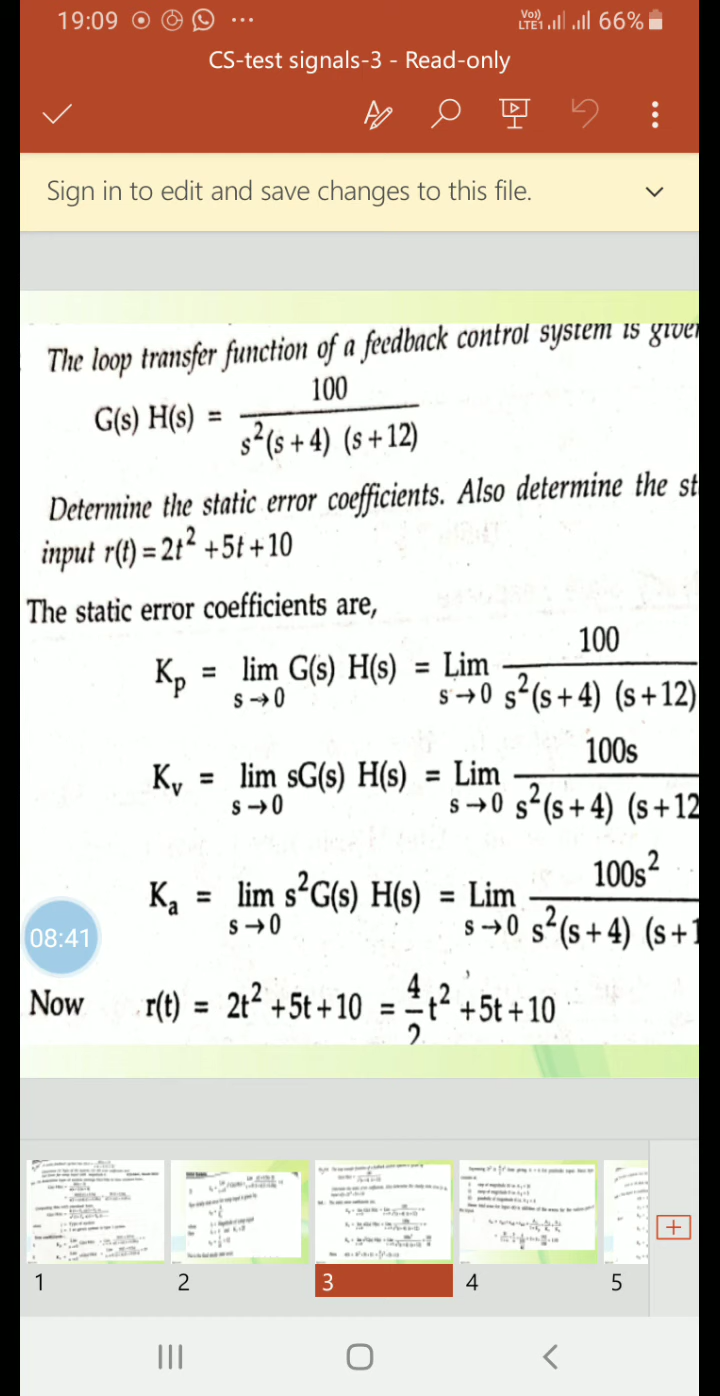 19:09
Vo)) LTE1 66%
CS-test signals-3 - Read-only
Sign in to edit and save changes to this file.
The loop transfer function of a feedback control system is given
G(s) H(s) = 100 / s²(s+4) (s+12)
Determine the static error coefficients. Also determine the st
input r(t) = 2t² +5t +10
The static error coefficients are,
Kp = lim s→0 G(s) H(s) = Lim s→0 100 / s²(s+4) (s+12)
Kv = lim s→0 sG(s) H(s) = Lim s→0 100s / s²(s+4) (s+12
Ka = lim s→0 s²G(s) H(s) = Lim s→0 100s² / s²(s+4) (s+1
08:41
Now r(t) = 2t² +5t+10 = 4/2 t² +5t+10
1 2 3 4 5